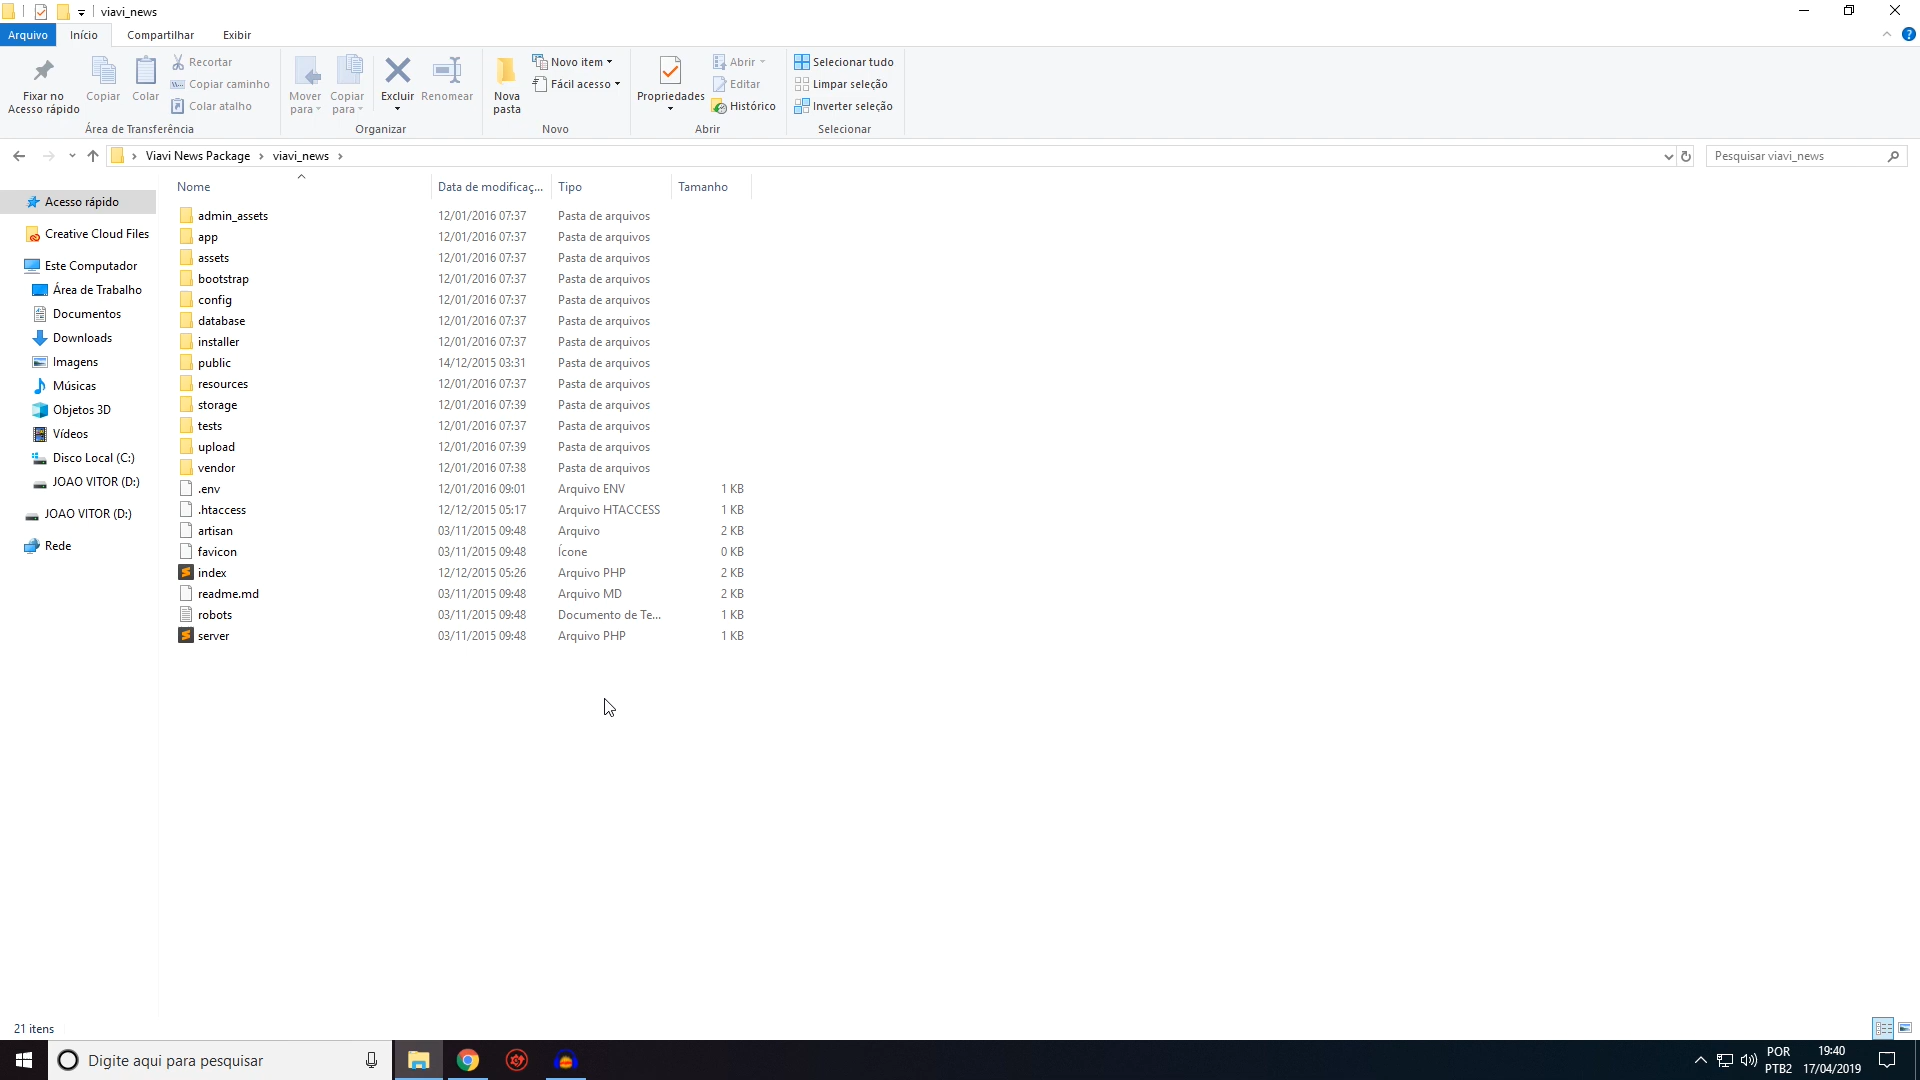 viavi_news
Arquivo Início Compartilhar Exibir
Fixar no Acesso rápido
Copiar
Colar
Recortar
Copiar caminho
Colar atalho
Área de Transferência
Mover para
Copiar para
Excluir
Renomear
Organizar
Nova pasta
Novo item
Fácil acesso
Novo
Propriedades
Abrir
Editar
Histórico
Abrir
Selecionar tudo
Limpar seleção
Inverter seleção
Selecionar
Viavi News Package > viavi_news >
Pesquisar viavi_news
Acesso rápido
Creative Cloud Files
Este Computador
Área de Trabalho
Documentos
Downloads
Imagens
Músicas
Objetos 3D
Vídeos
Disco Local (C:)
JOAO VITOR (D:)
JOAO VITOR (D:)
Rede
Nome Data de modificaç... Tipo Tamanho
admin_assets 12/01/2016 07:37 Pasta de arquivos
app 12/01/2016 07:37 Pasta de arquivos
assets 12/01/2016 07:37 Pasta de arquivos
bootstrap 12/01/2016 07:37 Pasta de arquivos
config 12/01/2016 07:37 Pasta de arquivos
database 12/01/2016 07:37 Pasta de arquivos
installer 12/01/2016 07:37 Pasta de arquivos
public 14/12/2015 03:31 Pasta de arquivos
resources 12/01/2016 07:37 Pasta de arquivos
storage 12/01/2016 07:39 Pasta de arquivos
tests 12/01/2016 07:37 Pasta de arquivos
upload 12/01/2016 07:39 Pasta de arquivos
vendor 12/01/2016 07:38 Pasta de arquivos
.env 12/01/2016 09:01 Arquivo ENV 1 KB
.htaccess 12/12/2015 05:17 Arquivo HTACCESS 1 KB
artisan 03/11/2015 09:48 Arquivo 2 KB
favicon 03/11/2015 09:48 Ícone 0 KB
index 12/12/2015 05:26 Arquivo PHP 2 KB
readme.md 03/11/2015 09:48 Arquivo MD 2 KB
robots 03/11/2015 09:48 Documento de Te... 1 KB
server 03/11/2015 09:48 Arquivo PHP 1 KB
21 itens
Digite aqui para pesquisar
POR
PTB2
19:40
17/04/2019